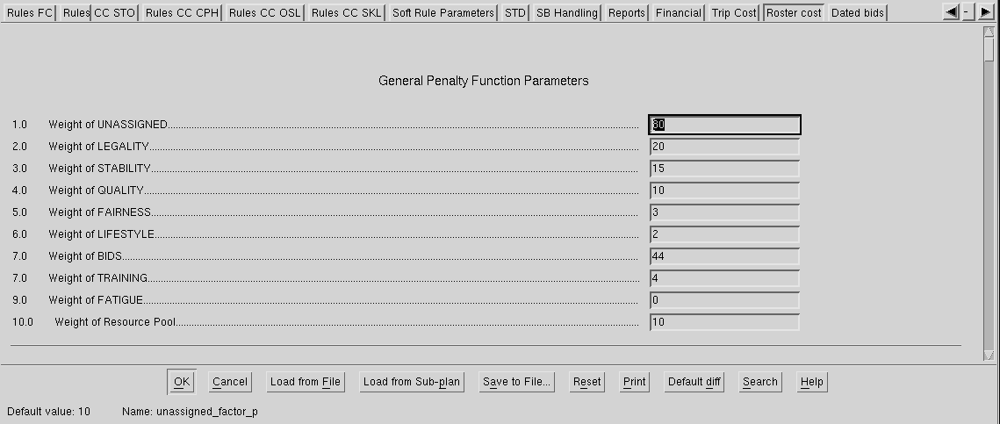 Rules FC Rules CC STO Rules CC CPH Rules CC OSL Rules CC SKL Soft Rule Parameters STD SB Handling Reports Financial Trip Cost Roster cost Dated bids -
General Penalty Function Parameters
1.0 Weight of UNASSIGNED 80
2.0 Weight of LEGALITY 20
3.0 Weight of STABILITY 15
4.0 Weight of QUALITY 10
5.0 Weight of FAIRNESS 3
6.0 Weight of LIFESTYLE 2
7.0 Weight of BIDS 44
7.0 Weight of TRAINING 4
9.0 Weight of FATIGUE 0
10.0 Weight of Resource Pool 10
OK Cancel Load from File Load from Sub-plan Save to File... Reset Print Default diff Search Help
Default value: 10 Name: unassigned_factor_p